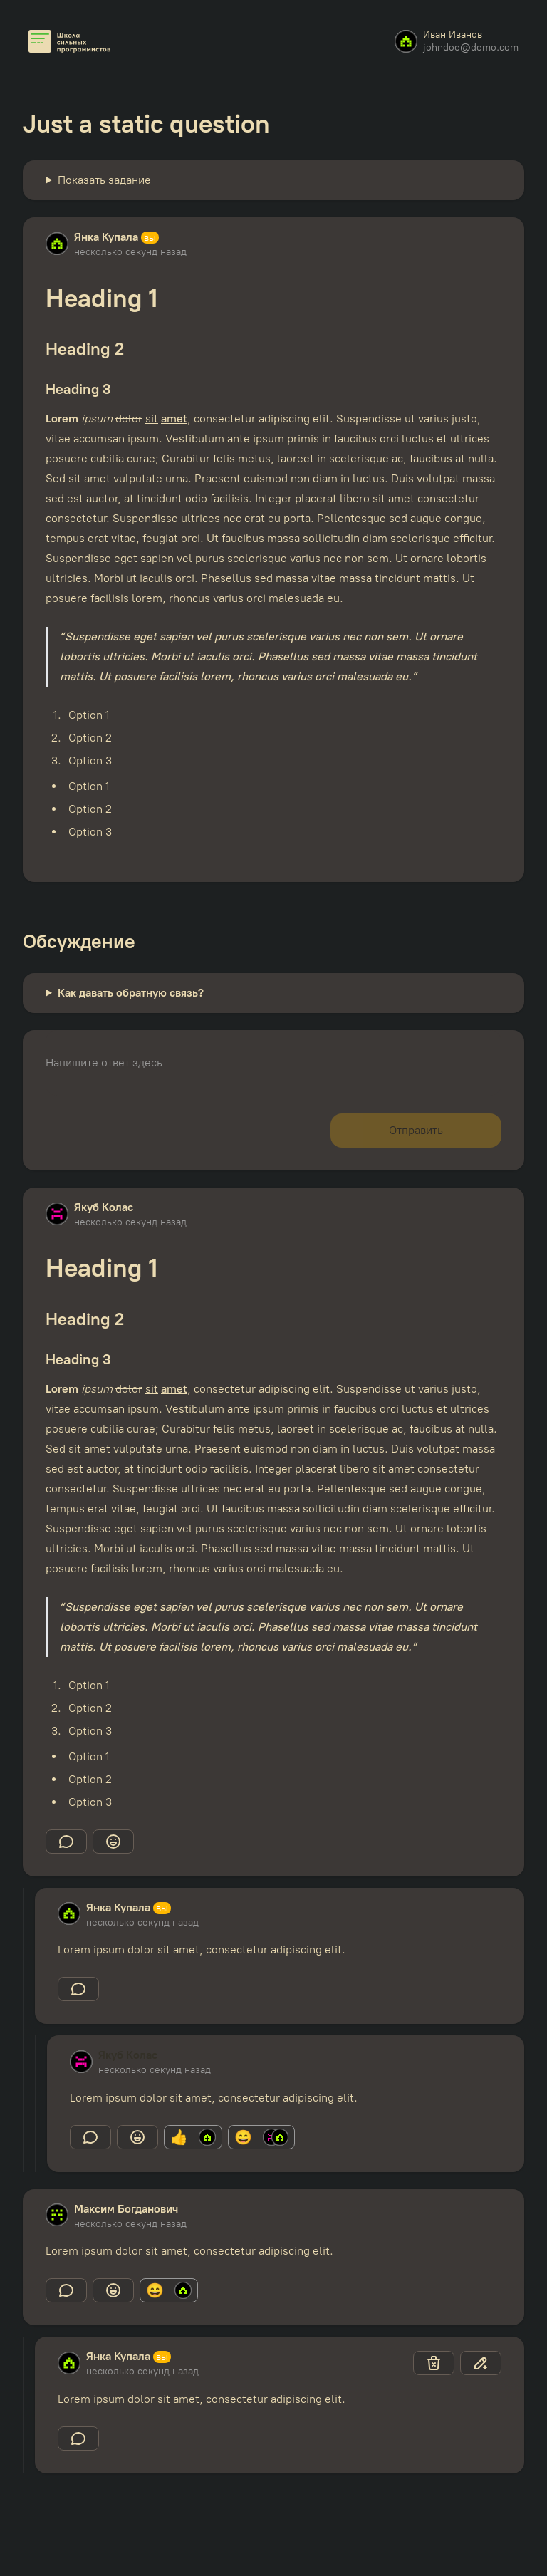 Школа
сильных
программистов
Иван Иванов
johndoe@demo.com
Just a static question
Показать задание
Янка Купала вы
несколько секунд назад
Heading 1
Heading 2
Heading 3
Lorem ipsum dolor sit amet, consectetur adipiscing elit. Suspendisse ut varius justo,
vitae accumsan ipsum. Vestibulum ante ipsum primis in faucibus orci luctus et ultrices
posuere cubilia curae; Curabitur felis metus, laoreet in scelerisque ac, faucibus at nulla.
Sed sit amet vulputate urna. Praesent euismod non diam in luctus. Duis volutpat massa
sed est auctor, at tincidunt odio facilisis. Integer placerat libero sit amet consectetur
consectetur. Suspendisse ultrices nec erat eu porta. Pellentesque sed augue congue,
tempus erat vitae, feugiat orci. Ut faucibus massa sollicitudin diam scelerisque efficitur.
Suspendisse eget sapien vel purus scelerisque varius nec non sem. Ut ornare lobortis
ultricies. Morbi ut iaculis orci. Phasellus sed massa vitae massa tincidunt mattis. Ut
posuere facilisis lorem, rhoncus varius orci malesuada eu.
“Suspendisse eget sapien vel purus scelerisque varius nec non sem. Ut ornare
lobortis ultricies. Morbi ut iaculis orci. Phasellus sed massa vitae massa tincidunt
mattis. Ut posuere facilisis lorem, rhoncus varius orci malesuada eu.”
1. Option 1
2. Option 2
3. Option 3
• Option 1
• Option 2
• Option 3
Обсуждение
Как давать обратную связь?
Напишите ответ здесь
Отправить
Якуб Колас
несколько секунд назад
Heading 1
Heading 2
Heading 3
Lorem ipsum dolor sit amet, consectetur adipiscing elit. Suspendisse ut varius justo,
vitae accumsan ipsum. Vestibulum ante ipsum primis in faucibus orci luctus et ultrices
posuere cubilia curae; Curabitur felis metus, laoreet in scelerisque ac, faucibus at nulla.
Sed sit amet vulputate urna. Praesent euismod non diam in luctus. Duis volutpat massa
sed est auctor, at tincidunt odio facilisis. Integer placerat libero sit amet consectetur
consectetur. Suspendisse ultrices nec erat eu porta. Pellentesque sed augue congue,
tempus erat vitae, feugiat orci. Ut faucibus massa sollicitudin diam scelerisque efficitur.
Suspendisse eget sapien vel purus scelerisque varius nec non sem. Ut ornare lobortis
ultricies. Morbi ut iaculis orci. Phasellus sed massa vitae massa tincidunt mattis. Ut
posuere facilisis lorem, rhoncus varius orci malesuada eu.
“Suspendisse eget sapien vel purus scelerisque varius nec non sem. Ut ornare
lobortis ultricies. Morbi ut iaculis orci. Phasellus sed massa vitae massa tincidunt
mattis. Ut posuere facilisis lorem, rhoncus varius orci malesuada eu.”
1. Option 1
2. Option 2
3. Option 3
• Option 1
• Option 2
• Option 3
Янка Купала вы
несколько секунд назад
Lorem ipsum dolor sit amet, consectetur adipiscing elit.
Якуб Колас
несколько секунд назад
Lorem ipsum dolor sit amet, consectetur adipiscing elit.
Максим Богданович
несколько секунд назад
Lorem ipsum dolor sit amet, consectetur adipiscing elit.
Янка Купала вы
несколько секунд назад
Lorem ipsum dolor sit amet, consectetur adipiscing elit.